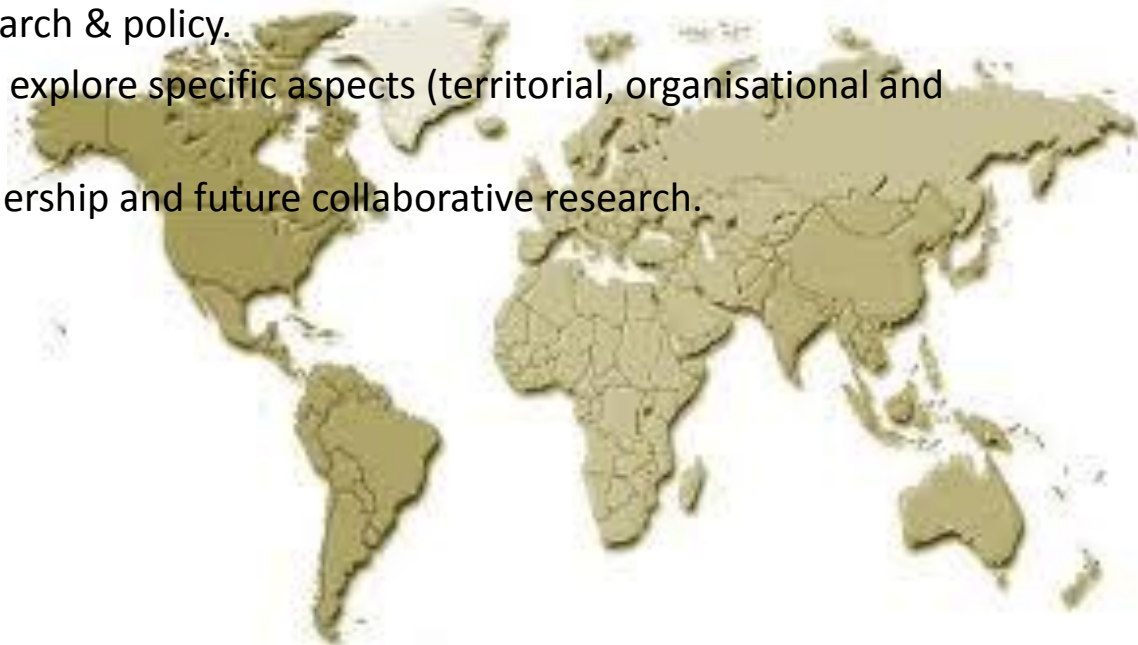 arch & policy.
explore specific aspects (territorial, organisational and
ership and future collaborative research.